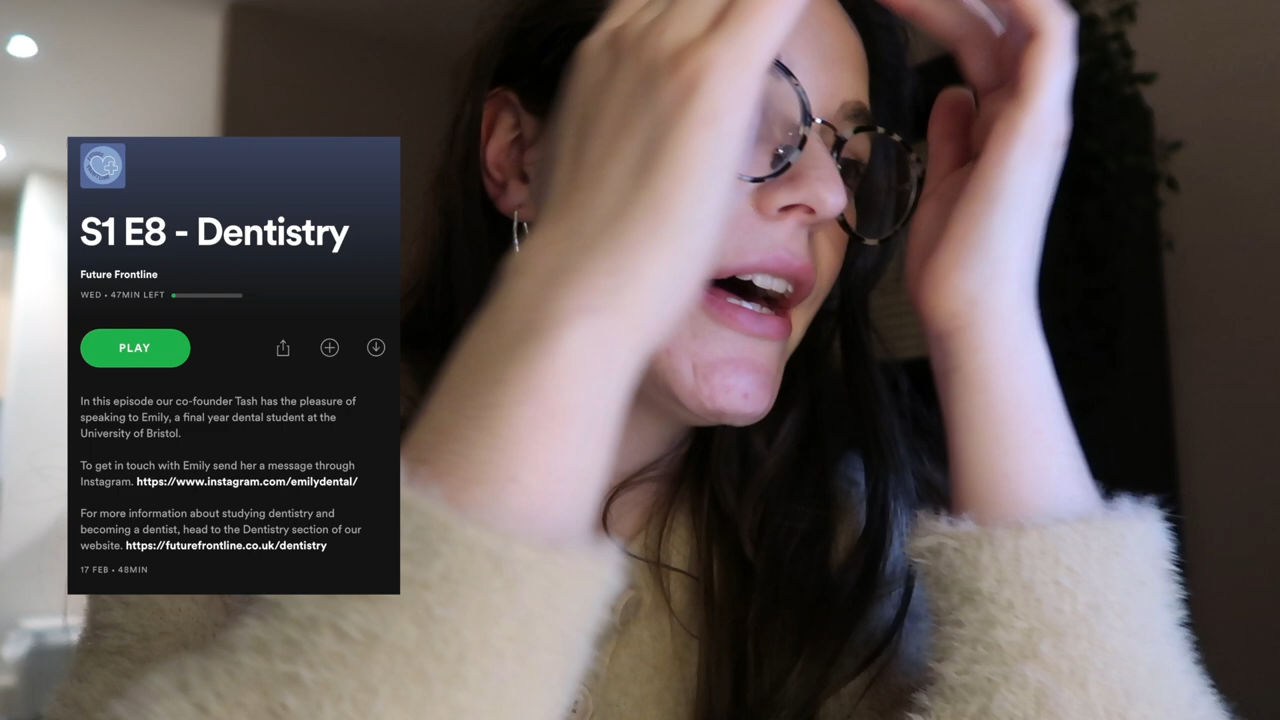 S1 E8 - Dentistry
Future Frontline
WED • 47MIN LEFT
PLAY
In this episode our co-founder Tash has the pleasure of
speaking to Emily, a final year dental student at the
University of Bristol.
To get in touch with Emily send her a message through
Instagram. https://www.instagram.com/emilydental/
For more information about studying dentistry and
becoming a dentist, head to the Dentistry section of our
website. https://futurefrontline.co.uk/dentistry
17 FEB • 48MIN